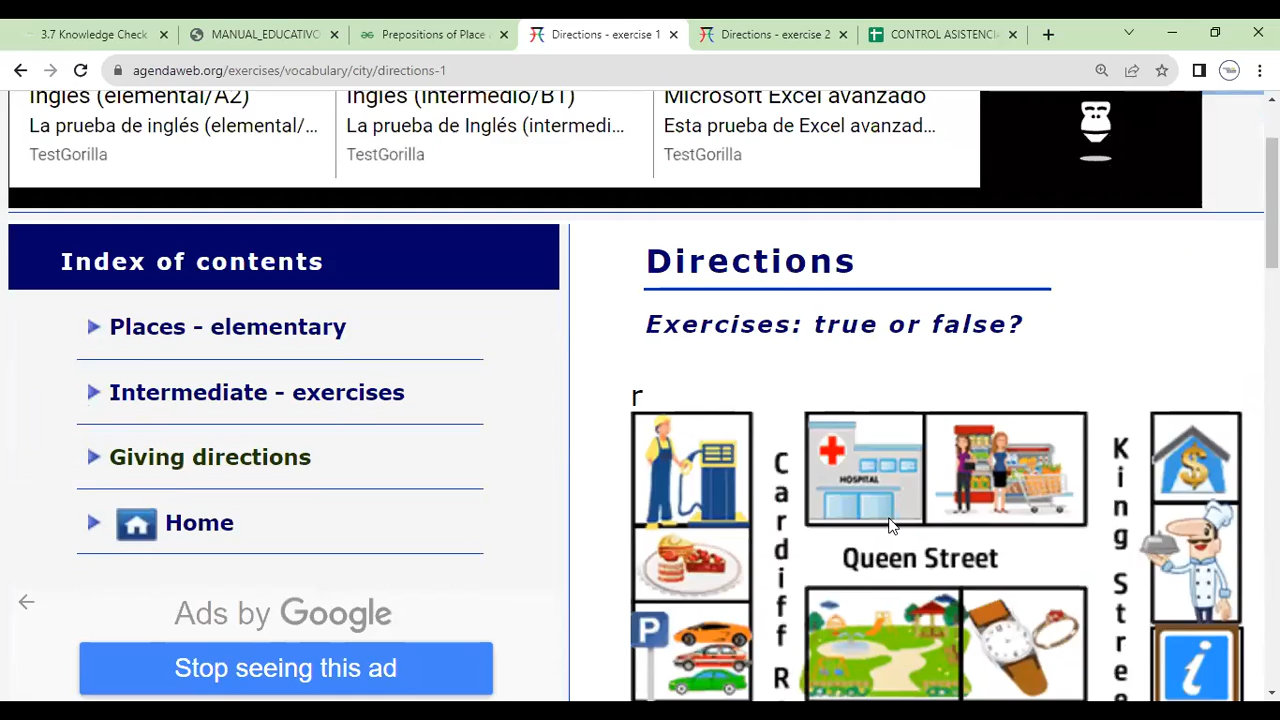 3.7 Knowledge Check
MANUAL_EDUCATIVO
Prepositions of Place
Directions - exercise 1
Directions - exercise 2
CONTROL ASISTENCI
agendaweb.org/exercises/vocabulary/city/directions-1
Inglés (elemental/A2)
La prueba de inglés (elemental/...
TestGorilla
Inglés (intermedio/B1)
La prueba de Inglés (intermedi...
TestGorilla
Microsoft Excel avanzado
Esta prueba de Excel avanzad...
TestGorilla
Index of contents
Places - elementary
Intermediate - exercises
Giving directions
Home
Ads by Google
Stop seeing this ad
Directions
Exercises: true or false?
r
HOSPITAL
Cardiff R
Queen Street
King Stree
P
i
$